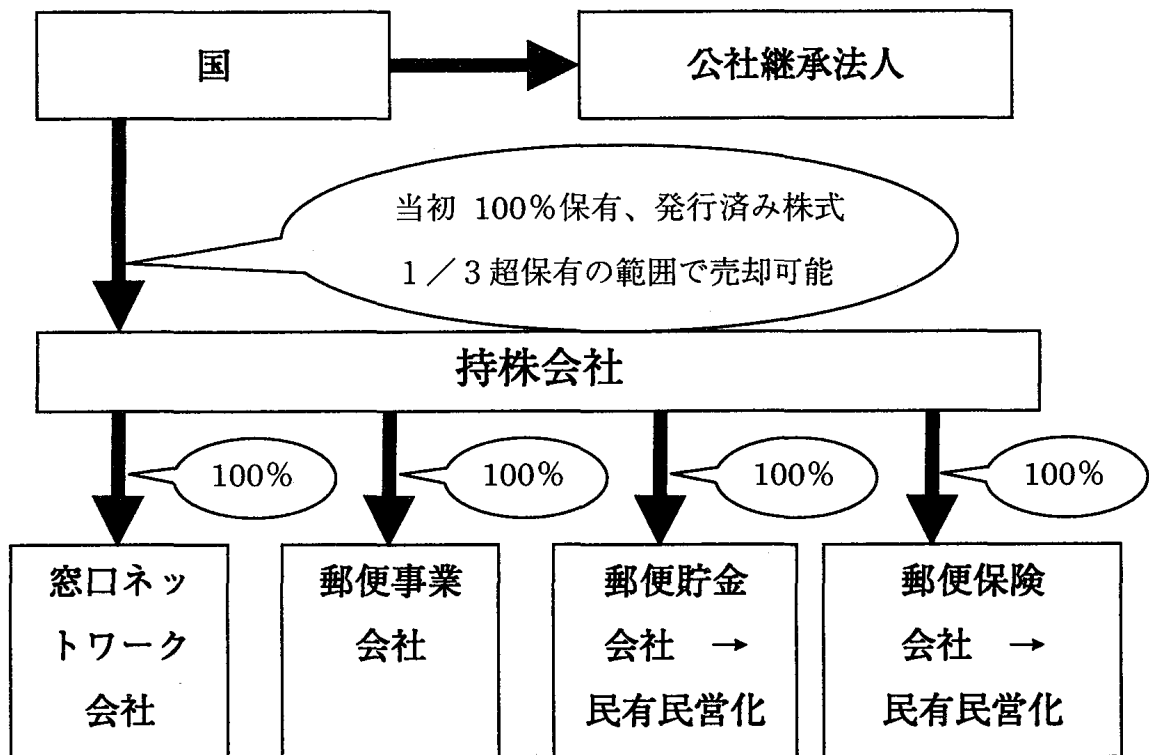 国
公社継承法人
当初 100%保有、発行済み株式
1/3超保有の範囲で売却可能
持株会社
100%
100%
100%
100%
窓口ネッ
トワーク
会社
郵便事業
会社
郵便貯金
会社 →
民有民営化
郵便保険
会社 →
民有民営化